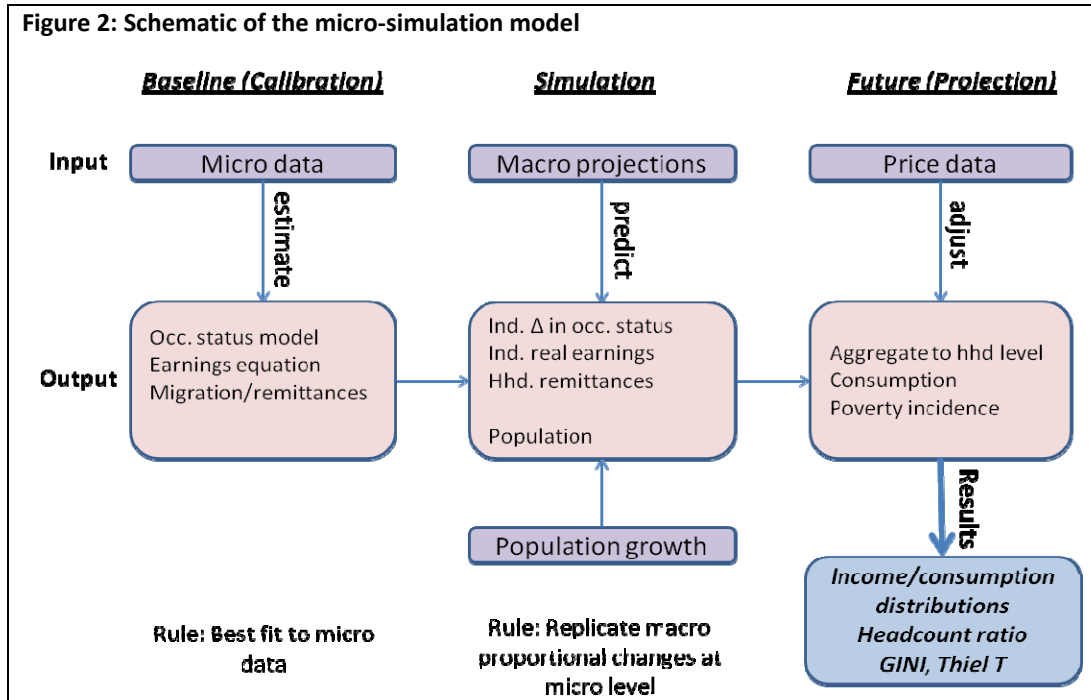 Figure 2: Schematic of the micro-simulation model
Baseline (Calibration)
Simulation
Future (Projection)
Input
Micro data
Macro projections
Price data
estimate
predict
adjust
Output
Occ. status model
Earnings equation
Migration/remittances
Ind. Δ in occ. status
Ind. real earnings
Hhd. remittances
Population
Aggregate to hhd level
Consumption
Poverty incidence
Results
Population growth
Income/consumption
distributions
Headcount ratio
GINI, Thiel T
Rule: Best fit to micro
data
Rule: Replicate macro
proportional changes at
micro level